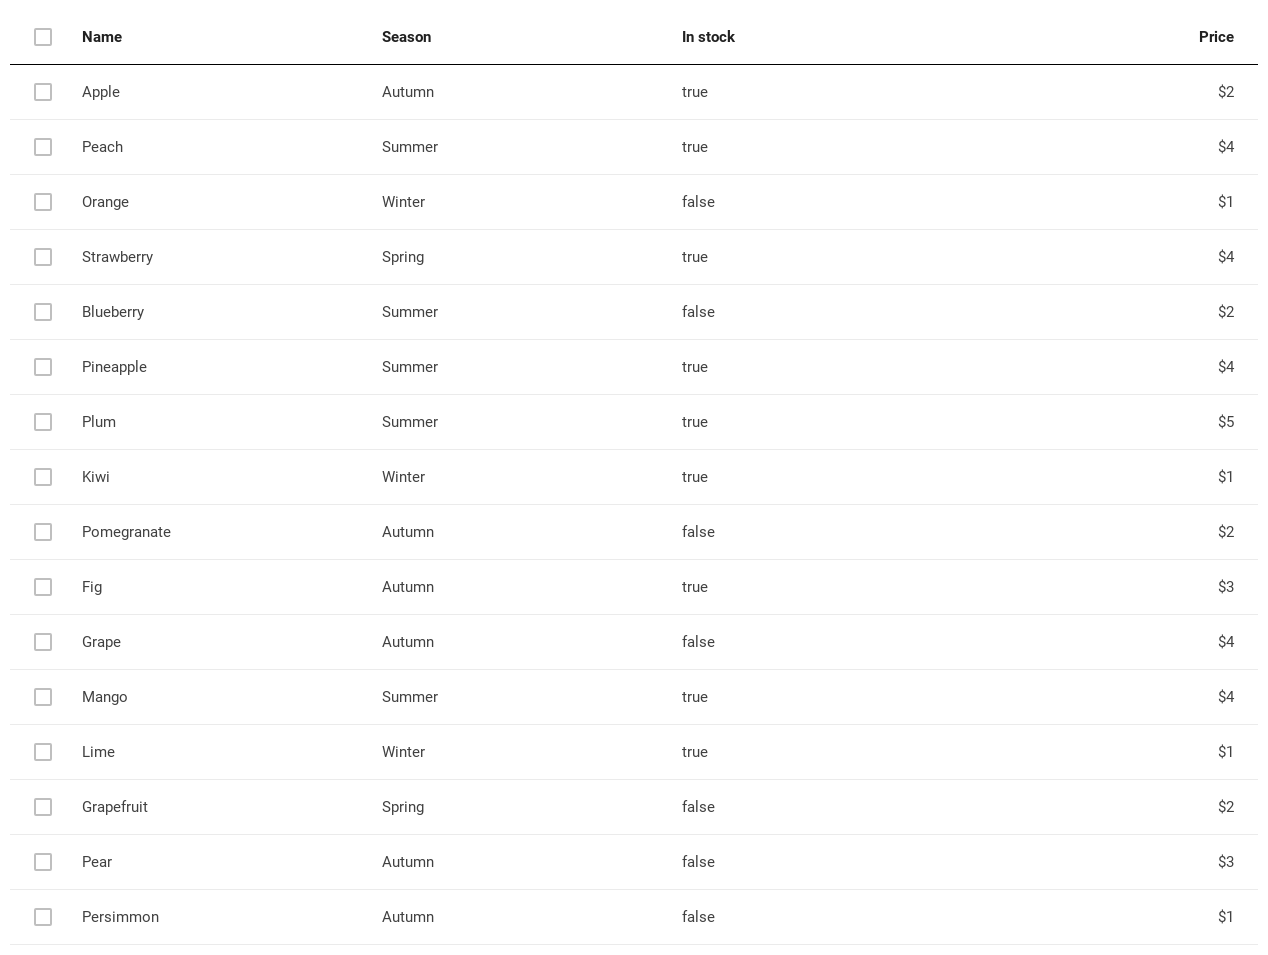 Name Season In stock Price
Apple Autumn true $2
Peach Summer true $4
Orange Winter false $1
Strawberry Spring true $4
Blueberry Summer false $2
Pineapple Summer true $4
Plum Summer true $5
Kiwi Winter true $1
Pomegranate Autumn false $2
Fig Autumn true $3
Grape Autumn false $4
Mango Summer true $4
Lime Winter true $1
Grapefruit Spring false $2
Pear Autumn false $3
Persimmon Autumn false $1